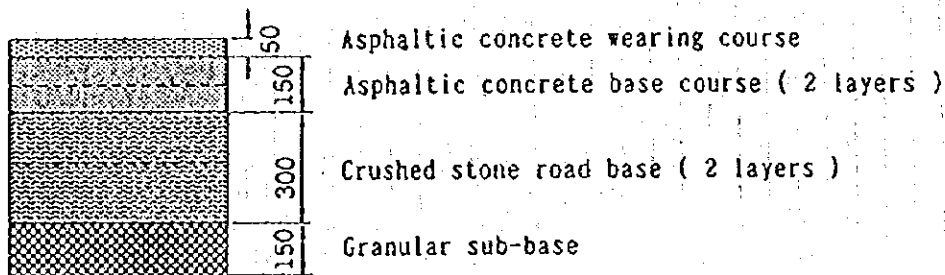 50 Asphaltic concrete wearing course
150 Asphaltic concrete base course ( 2 layers )
300 Crushed stone road base ( 2 layers )
150 Granular sub-base